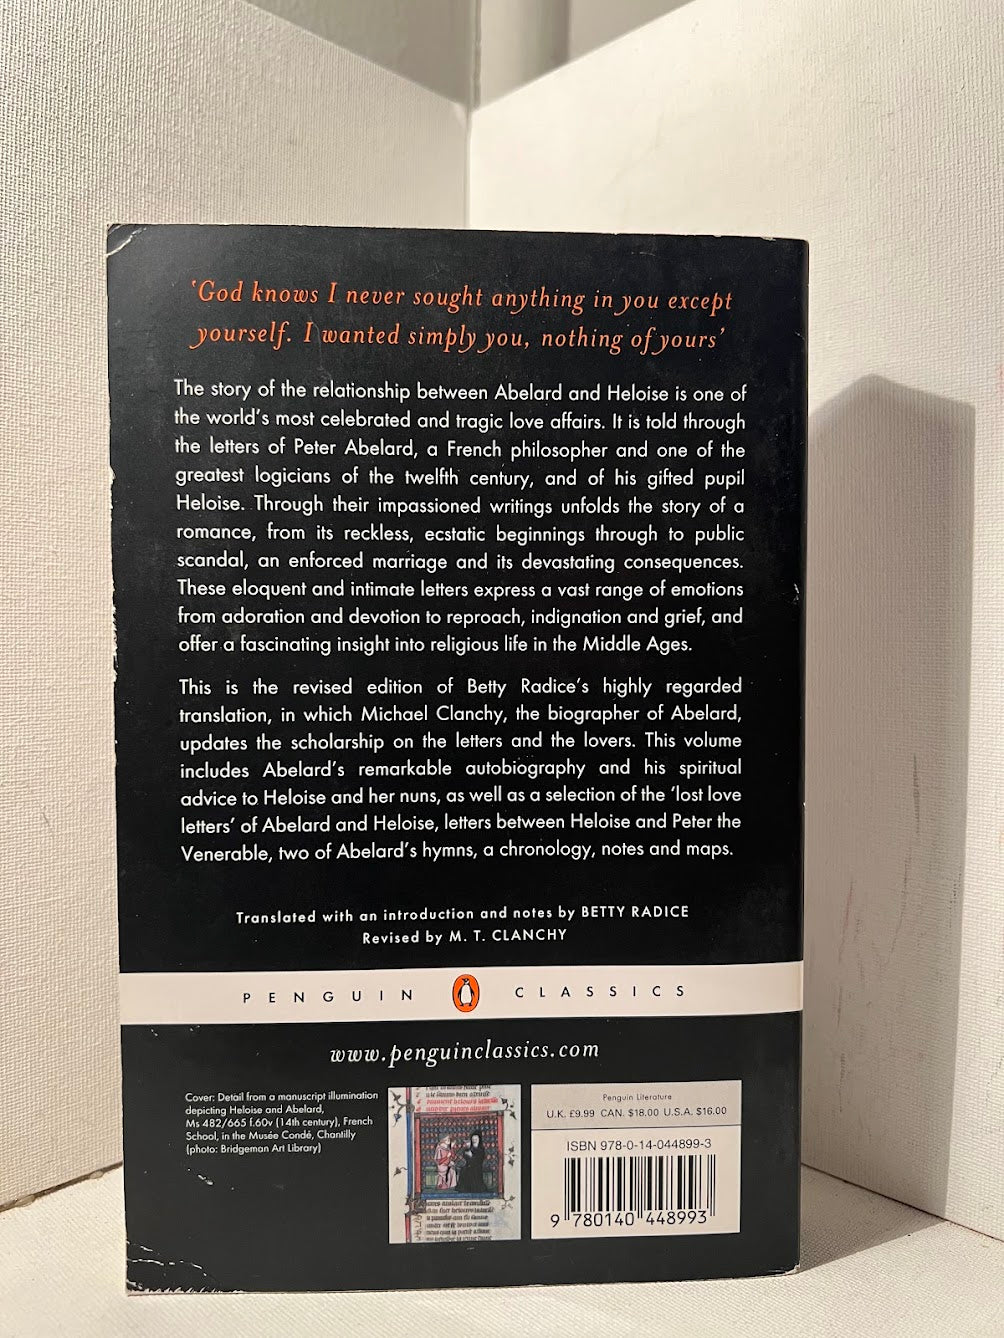 ‘God knows I never sought anything in you except
yourself. I wanted simply you, nothing of yours’
The story of the relationship between Abelard and Heloise is one of
the world’s most celebrated and tragic love affairs. It is told through
the letters of Peter Abelard, a French philosopher and one of the
greatest logicians of the twelfth century, and of his gifted pupil
Heloise. Through their impassioned writings unfolds the story of a
romance, from its reckless, ecstatic beginnings through to public
scandal, an enforced marriage and its devastating consequences.
These eloquent and intimate letters express a vast range of emotions
from adoration and devotion to reproach, indignation and grief, and
offer a fascinating insight into religious life in the Middle Ages.
This is the revised edition of Betty Radice’s highly regarded
translation, in which Michael Clanchy, the biographer of Abelard,
updates the scholarship on the letters and the lovers. This volume
includes Abelard’s remarkable autobiography and his spiritual
advice to Heloise and her nuns, as well as a selection of the ‘lost love
letters’ of Abelard and Heloise, letters between Heloise and Peter the
Venerable, two of Abelard’s hymns, a chronology, notes and maps.
Translated with an introduction and notes by BETTY RADICE
Revised by M. T. CLANCHY
PENGUIN CLASSICS
www.penguinclassics.com
Cover: Detail from a manuscript illumination
depicting Heloise and Abelard,
Ms 482/665 f.60v (14th century), French
School, in the Musée Condé, Chantilly
(photo: Bridgeman Art Library)
Penguin Literature
U.K. £9.99 CAN. $18.00 U.S.A. $16.00
ISBN 978-0-14-044899-3
9 780140 448993